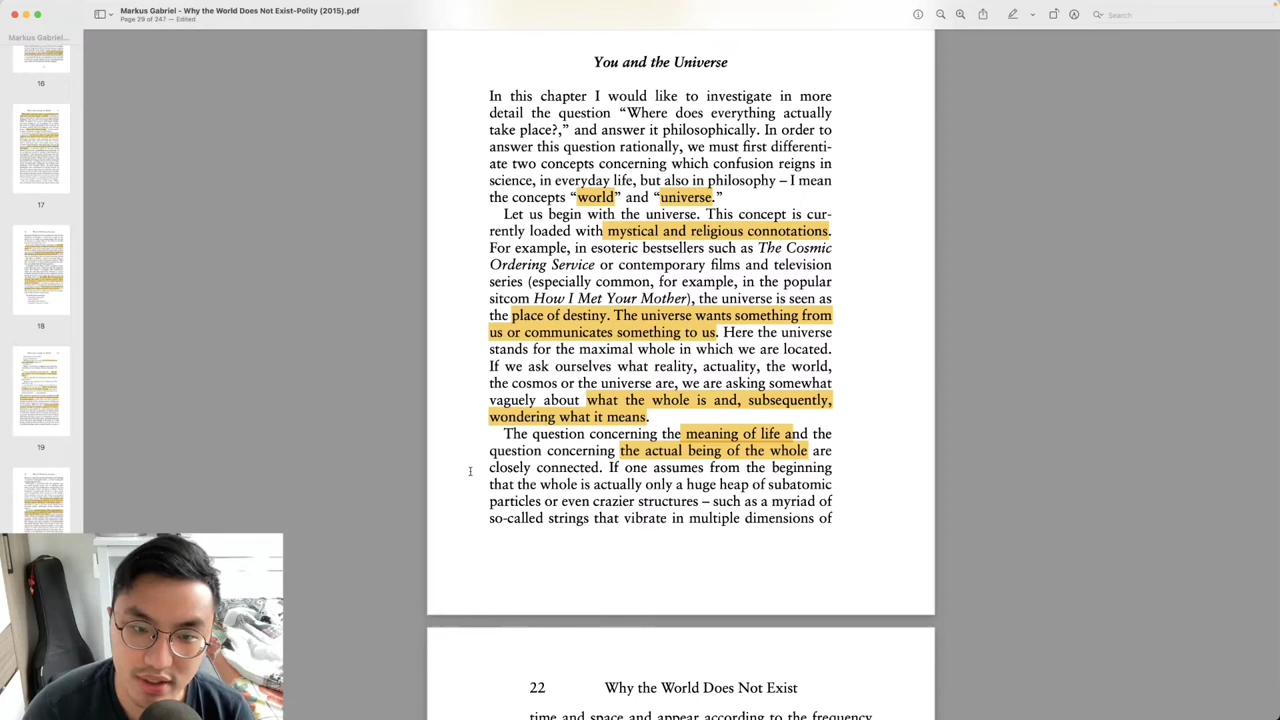 Markus Gabriel - Why the World Does Not Exist-Polity (2015).pdf
Page 29 of 247 — Edited
Search
Markus Gabriel...
16
17
18
19
You and the Universe
In this chapter I would like to investigate in more
detail the question “Where does everything actually
take place?,” and answer it philosophically. In order to
answer this question rationally, we must first differenti-
ate two concepts concerning which confusion reigns in
science, in everyday life, but also in philosophy – I mean
the concepts “world” and “universe.”
Let us begin with the universe. This concept is cur-
rently loaded with mystical and religious connotations.
For example, in esoteric bestsellers such as The Cosmic
Ordering Service or contemporary films and television
series (especially common, for example, in the popular
sitcom How I Met Your Mother), the universe is seen as
the place of destiny. The universe wants something from
us or communicates something to us. Here the universe
stands for the maximal whole in which we are located.
If we ask ourselves what reality, actuality, the world,
the cosmos or the universe are, we are asking somewhat
vaguely about what the whole is and, subsequently,
wondering what it means.
The question concerning the meaning of life and the
question concerning the actual being of the whole are
closely connected. If one assumes from the beginning
that the whole is actually only a huge heap of subatomic
particles or even crazier structures – such as a myriad of
so-called strings that vibrate in multiple dimensions of
22 Why the World Does Not Exist
time and space and appear according to the frequency